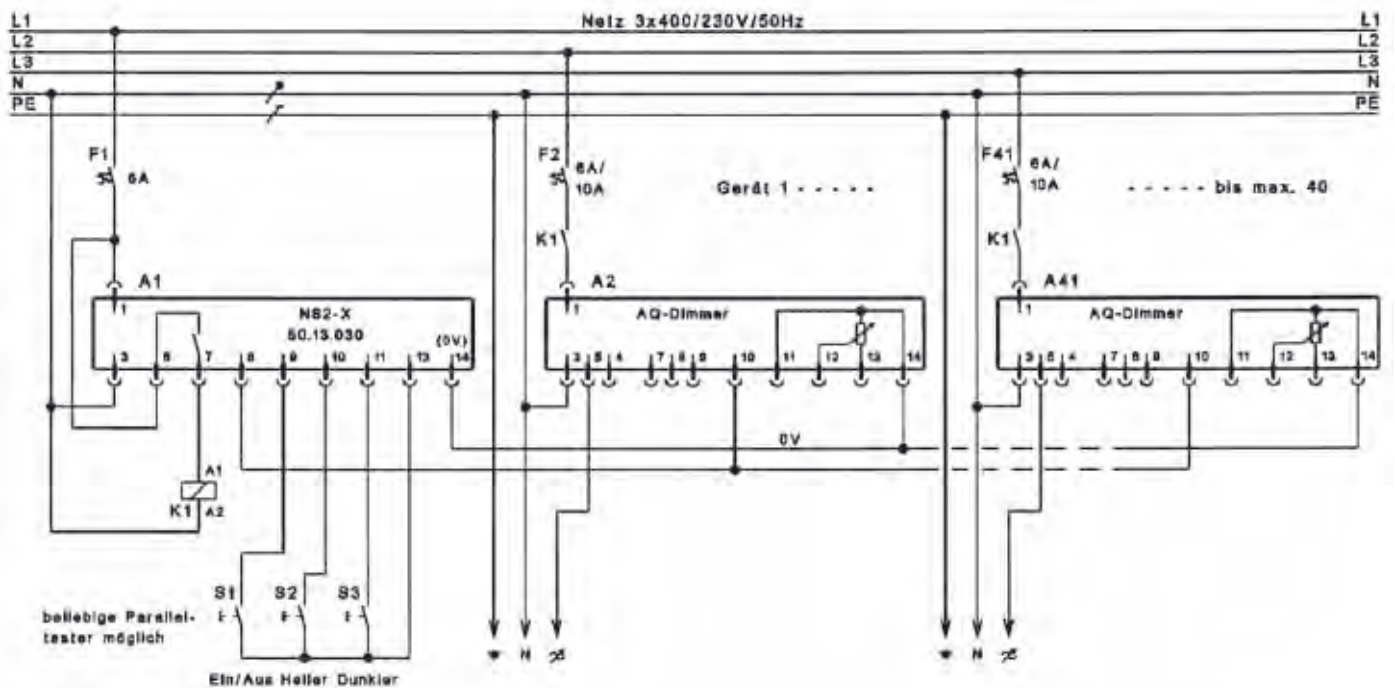 L1 Netz 3x400/230V/50Hz L1
L2 L2
L3 L3
N N
PE PE
F1 6A
F2 6A/
10A
Gerät 1 - - - - -
F41 6A/
10A
- - - - - bis max. 40
K1
K1
A1
A2
A41
1 NS2-X
50.13.030
(0V)
3 6 7 8 9 10 11 13 14
1 AQ-Dimmer
3 5 4 7 8 9 10 11 12 13 14
1 AQ-Dimmer
3 5 4 7 8 9 10 11 12 13 14
0V
A1
K1 A2
S1 S2 S3
beliebige Parallel-
taster möglich
N
N
Ein/Aus Heller Dunkler